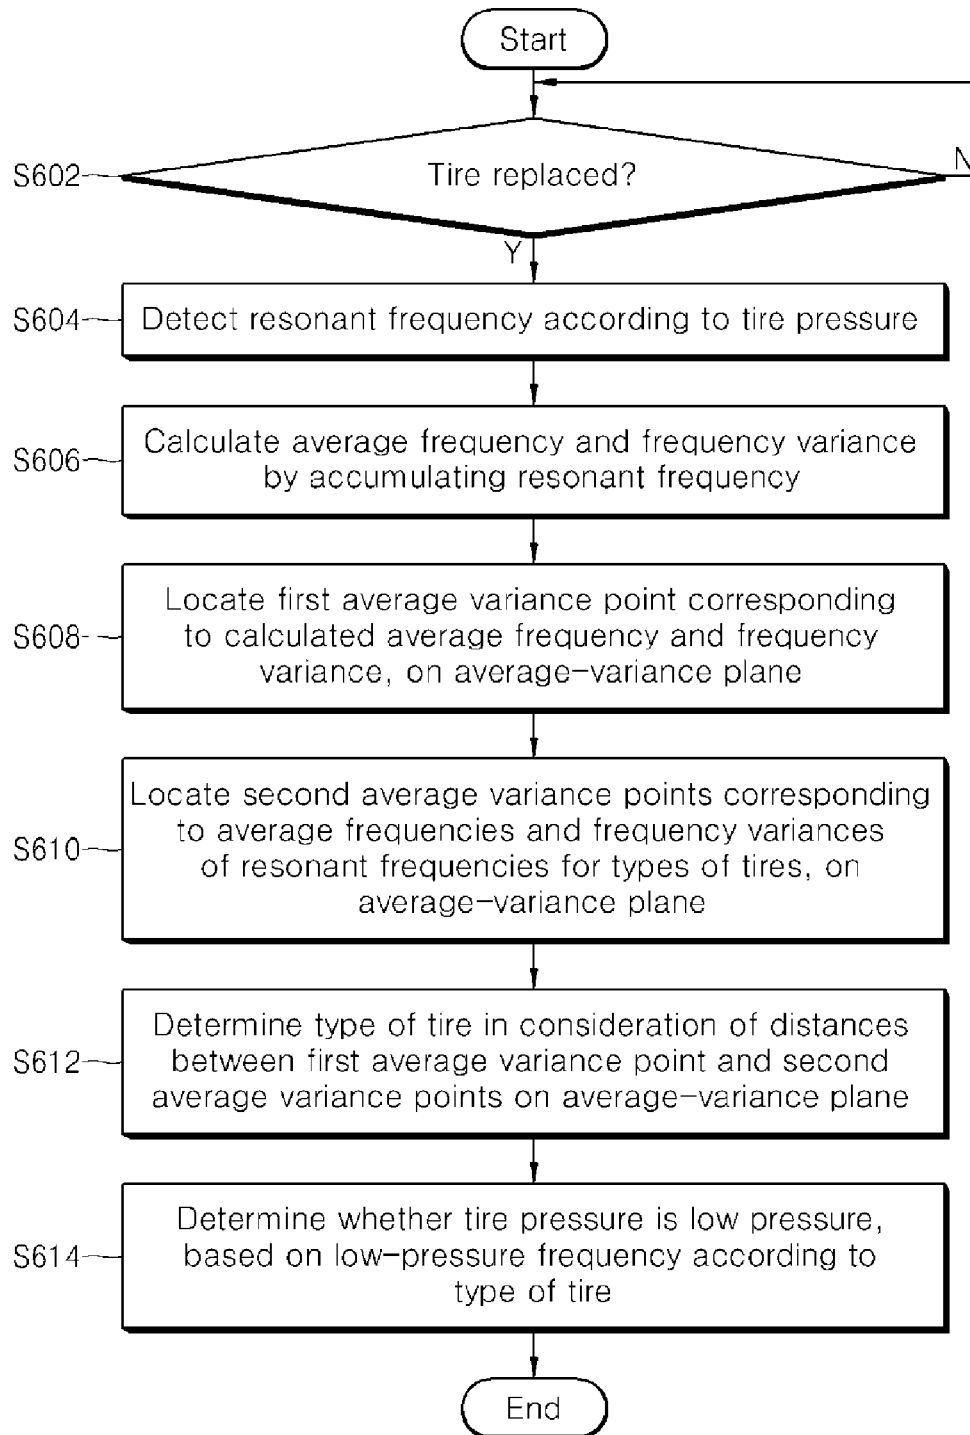 Start
S602
Tire replaced?
N
Y
S604
Detect resonant frequency according to tire pressure
S606
Calculate average frequency and frequency variance
by accumulating resonant frequency
S608
Locate first average variance point corresponding
to calculated average frequency and frequency
variance, on average-variance plane
S610
Locate second average variance points corresponding
to average frequencies and frequency variances
of resonant frequencies for types of tires, on
average-variance plane
S612
Determine type of tire in consideration of distances
between first average variance point and second
average variance points on average-variance plane
S614
Determine whether tire pressure is low pressure,
based on low-pressure frequency according to
type of tire
End